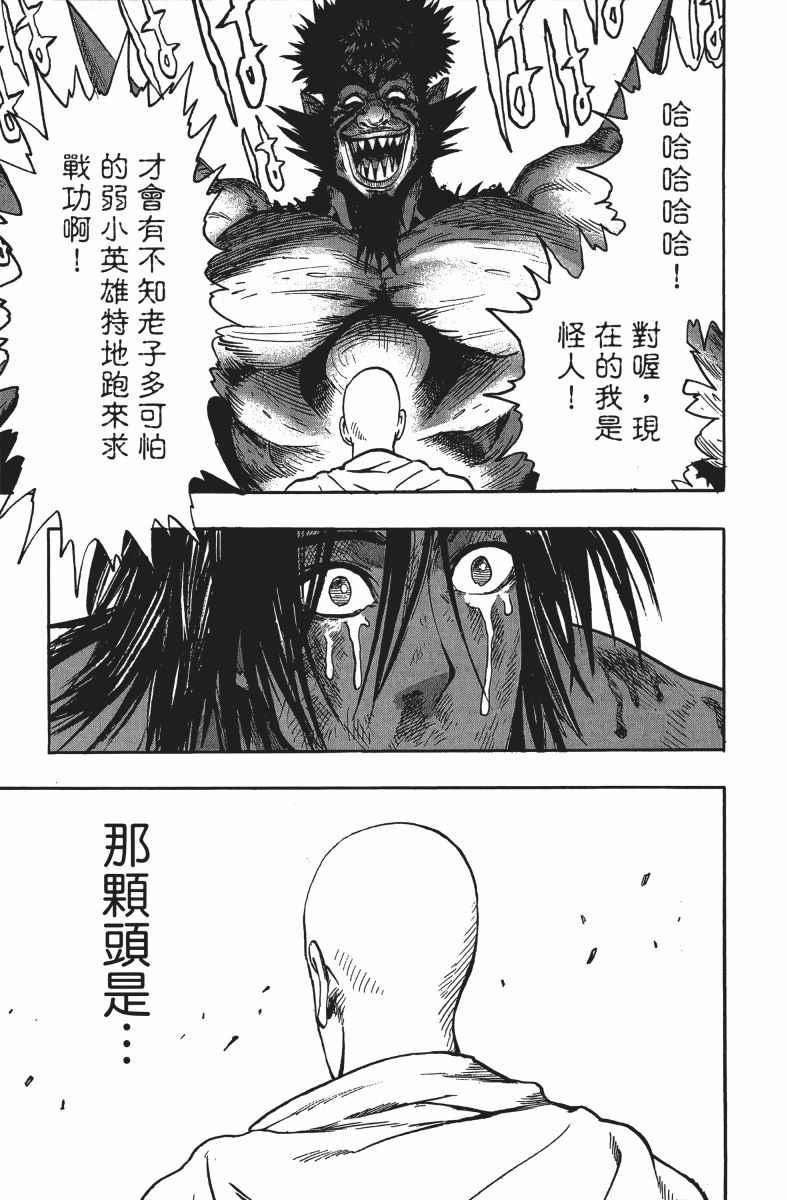 哈哈哈哈哈！
對喔，現
在的我是
怪人！
才會有不知老子多可怕
的弱小英雄特地跑來求
戰功啊！
那顆頭是…